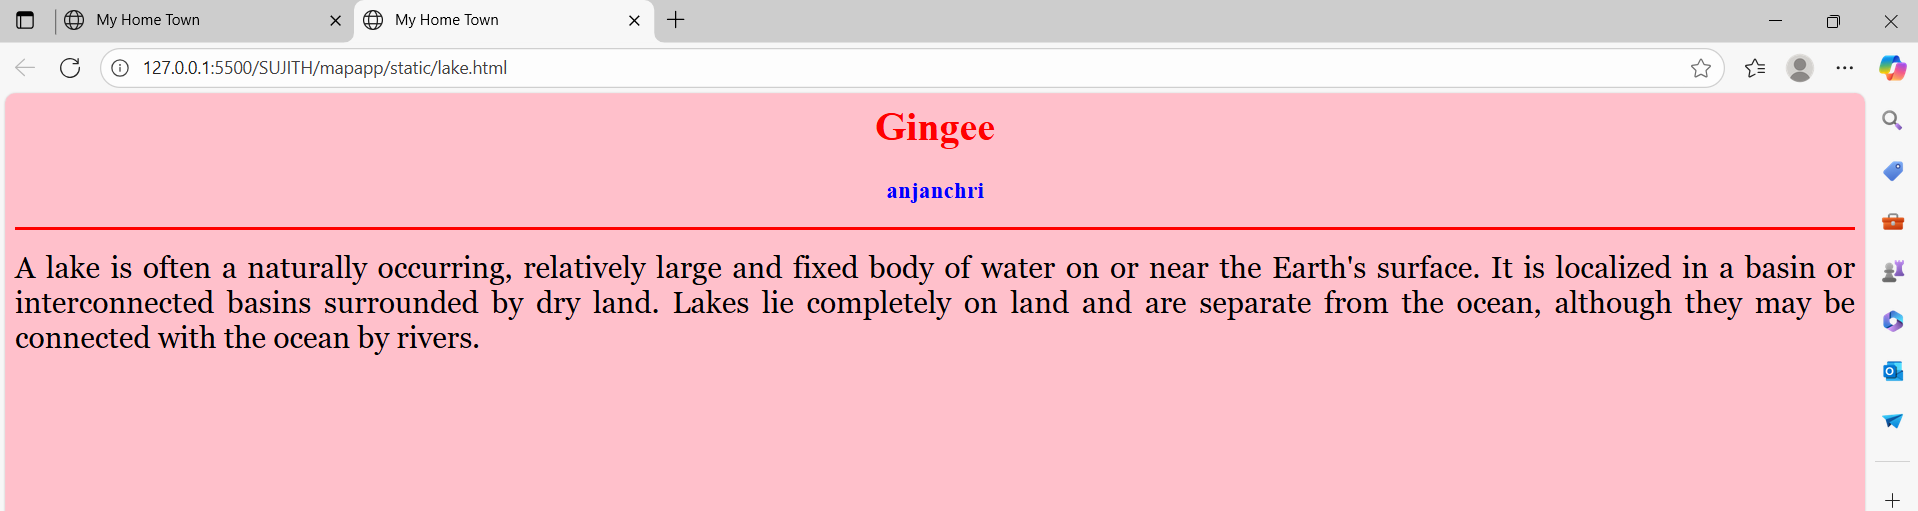 My Home Town
My Home Town
127.0.0.1:5500/SUJITH/mapapp/static/lake.html
Gingee
anjanchri
A lake is often a naturally occurring, relatively large and fixed body of water on or near the Earth's surface. It is localized in a basin or
interconnected basins surrounded by dry land. Lakes lie completely on land and are separate from the ocean, although they may be
connected with the ocean by rivers.